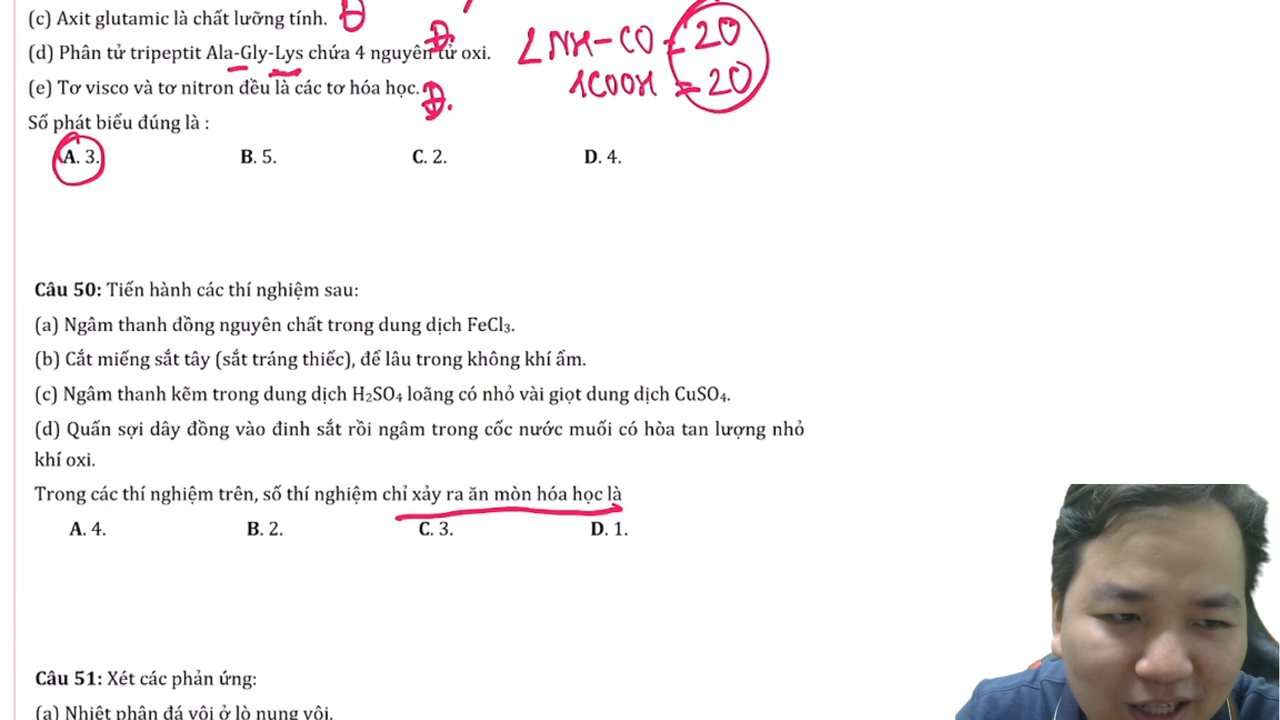 (c) Axit glutamic là chất lưỡng tính. Đ
(d) Phân tử tripeptit Ala-Gly-Lys chứa 4 nguyên tử oxi. Đ.
2NH-CO = 2O
1COOH = 2O
(e) Tơ visco và tơ nitron đều là các tơ hóa học. Đ.
Số phát biểu đúng là :
A. 3. B. 5. C. 2. D. 4.
Câu 50: Tiến hành các thí nghiệm sau:
(a) Ngâm thanh đồng nguyên chất trong dung dịch FeCl₃.
(b) Cắt miếng sắt tây (sắt tráng thiếc), để lâu trong không khí ẩm.
(c) Ngâm thanh kẽm trong dung dịch H₂SO₄ loãng có nhỏ vài giọt dung dịch CuSO₄.
(d) Quấn sợi dây đồng vào đinh sắt rồi ngâm trong cốc nước muối có hòa tan lượng nhỏ
khí oxi.
Trong các thí nghiệm trên, số thí nghiệm chỉ xảy ra ăn mòn hóa học là
A. 4. B. 2. C. 3. D. 1.
Câu 51: Xét các phản ứng:
(a) Nhiệt phân đá vôi ở lò nung vôi.